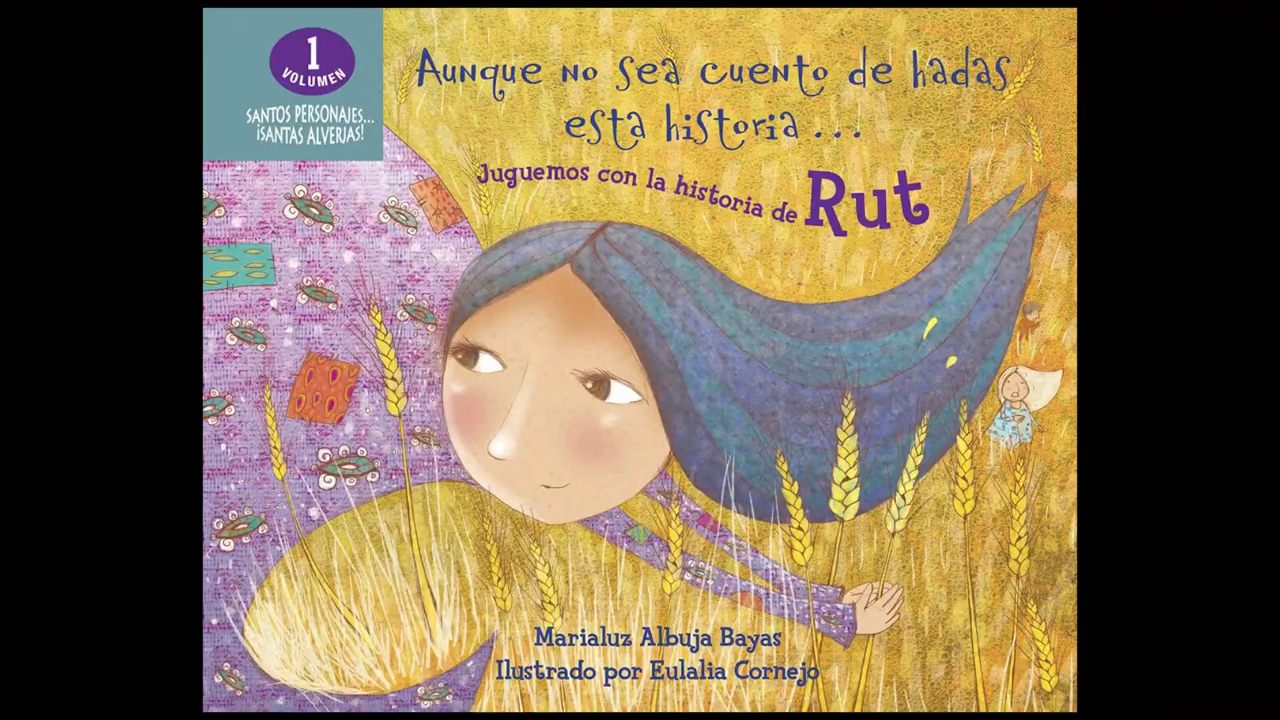 1
VOLUMEN
SANTOS PERSONAJES...
¡SANTAS ALVERJAS!
Aunque no sea cuento de hadas
esta historia...
Juguemos con la historia de Rut
Marialuz Albuja Bayas
Ilustrado por Eulalia Cornejo